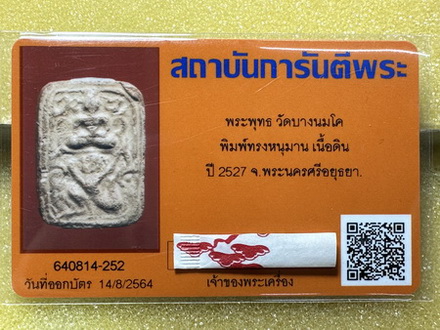 สถาบันการันตีพระ
พระพุทธ วัดบางนมโค
พิมพ์ทรงหนุมาน เนื้อดิน
ปี 2527 จ.พระนครศรีอยุธยา.
640814-252
วันที่ออกบัตร 14/8/2564
เจ้าของพระเครื่อง